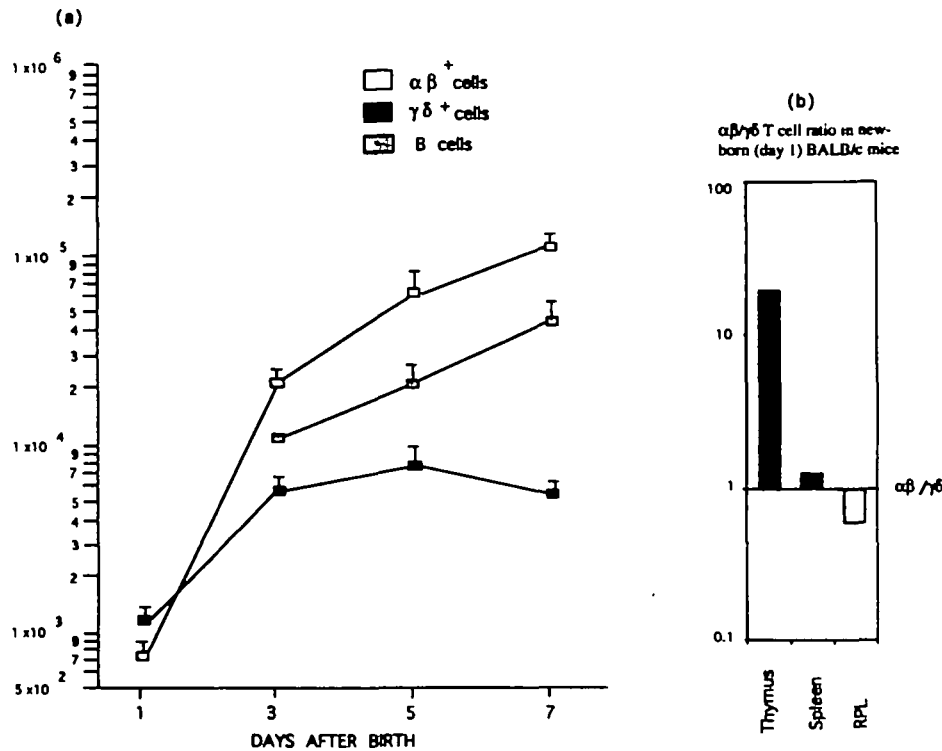 (a)
1 x10 6
9
7
5
4
3
2
1 x10 5
9
7
5
4
3
2
1 x10 4
9
7
5
4
3
2
1 x10 3
9
7
5 x10 2
1
3
5
7
DAYS AFTER BIRTH
αβ + cells
γδ + cells
B cells
(b)
αβ/γδ T cell ratio in new-
born (day 1) BALB/c mice
100
10
1
0.1
αβ/γδ
Thymus
Spleen
RPL